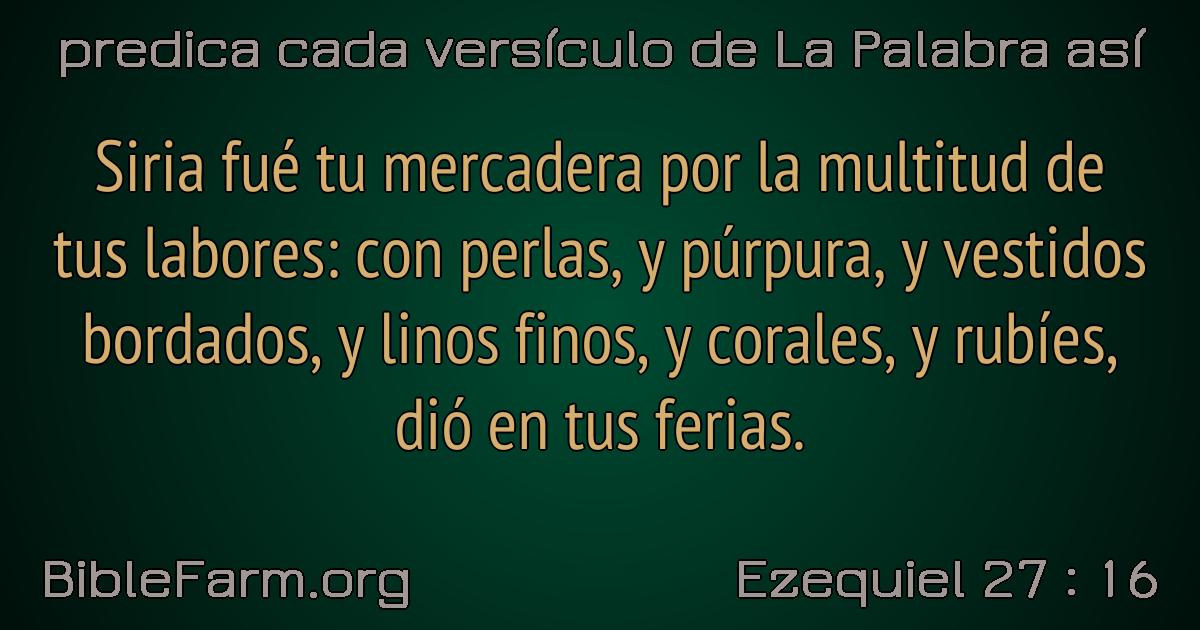 predica cada versículo de La Palabra así
Siria fué tu mercadera por la multitud de
tus labores: con perlas, y púrpura, y vestidos
bordados, y linos finos, y corales, y rubíes,
dió en tus ferias.
BibleFarm.org
Ezequiel 27 : 16